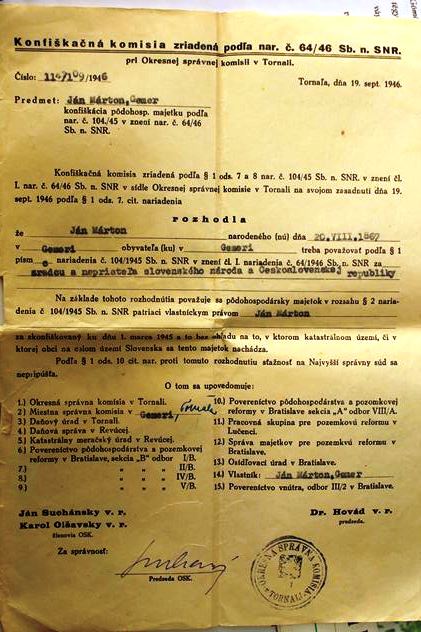 Konfiškačná komisia zriadená podľa nar. č. 64/46 Sb. n. SNR.
pri Okresnej správnej komisii v Tornali.
Číslo: 1946
Tornaľa, dňa 19. sept. 1946.
Predmet: Ján Márton, Gemer
konfiškácia pôdohosp. majetku podľa
nar. č. 104/45 v znení nar. č. 64/46
Sb. n. SNR.
Konfiškačná komisia zriadená podľa § 1 ods. 7 a 8 nar. č. 104/45 Sb. n. SNR. v znení čl.
I. nar. č. 64/46 Sb. n. SNR v sídle Okresnej správnej komisie v Tornali na svojom zasadnutí dňa 19.
sept. 1946 podľa § 1 ods. 7. cit. nariadenia
rozhodla
že Ján Márton narodeného (nú) dňa 20.VIII.1867
v Gemeri obyvateľa (ku) v Gemeri treba považovať podľa § 1
písm e nariadenia č. 104/1945 Sb. n SNR v znení čl I. nariadenia č. 64/1946 Sb. n. SNR za
zradcu a nepriateľa slovenského národa a Československej republiky
Na základe tohoto rozhodnutia považuje sa pôdohospodársky majetok v rozsahu § 2 naria-
denia č 104/1945 Sb. n. SNR patriaci vlastníckym právom Ján Márton
za skonfiškovaný ku dňu 1. marca 1945 a to bez ohľadu na to, v ktorom katastrálnom území, či v
ktorej obci na celom území Slovenska sa tento majetok nachádza.
Podľa § 1 ods. 10 cit. nar. proti tomuto rozhodnutiu sťažnosť na Najvyšší správny súd sa
nepripúšťa.
O tom sa upovedomuje:
1.) Okresná správna komisia v Tornali.
2.) Miestna správna komisia v Gemeri,
3.) Daňový úrad v Tornali.
4.) Daňová správa v Revúcej.
5.) Katastrálny meračský úrad v Revúcej.
6.) Povereníctvo pôdohospodárstva a pozemkovej
reformy v Bratislave, sekcia „B" odbor I/B.
7.) " " " II/B.
8.) " " " IV/B.
9.) " " " V/B.
10.) Povereníctvo pôdohospodárstva a pozomkovej
reformy v Bratislave sekcia „A" odbor VIII/A.
11.) Pracovná skupina pre pozemkovú reformu v
Lučenci.
12.) Správa majetkov pre pozemkovú reformu v
Bratislave.
13.) Osídľovací úrad v Bratislave.
14.) Vlastník: Ján Márton, Gemer
15.) Povereníctvo vnútra, odbor III/2 v Bratislave.
Ján Suchánsky v. r.
Karol Olšavsky v. r.
členovia OSK.
Dr. Hovád v. r.
predseda.
Za správnosť:
Predseda OSK.
OKRESNÁ SPRÁVNA KOMISIA
TORNALI